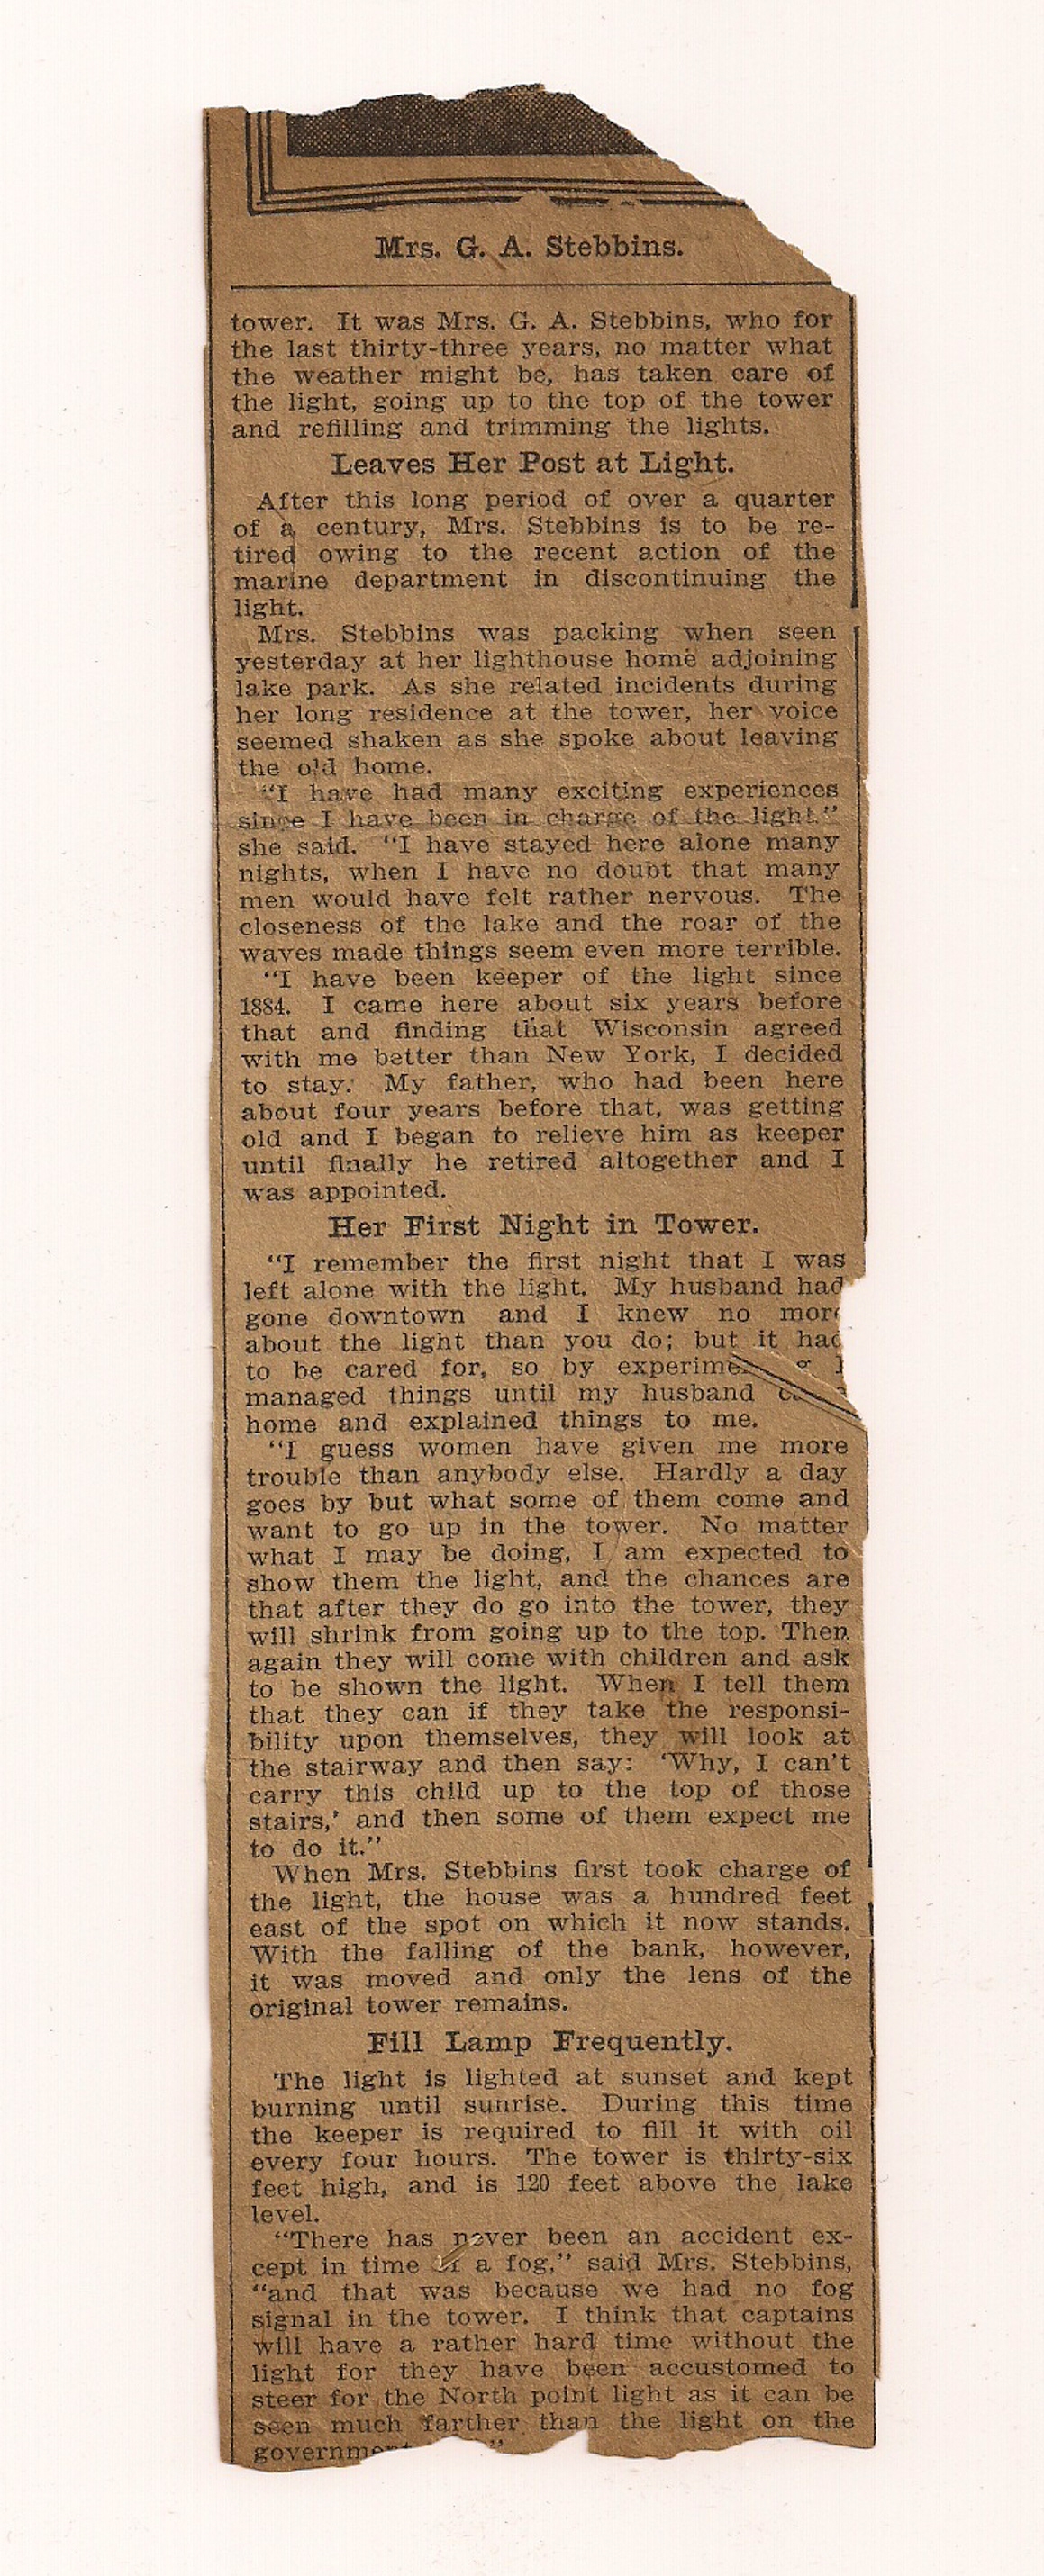 Mrs. G. A. Stebbins.
tower. It was Mrs. G. A. Stebbins, who for
the last thirty-three years, no matter what
the weather might be, has taken care of
the light, going up to the top of the tower
and refilling and trimming the lights.
Leaves Her Post at Light.
After this long period of over a quarter
of a century, Mrs. Stebbins is to be re-
tired owing to the recent action of the
marine department in discontinuing the
light.
Mrs. Stebbins was packing when seen
yesterday at her lighthouse home adjoining
lake park. As she related incidents during
her long residence at the tower, her voice
seemed shaken as she spoke about leaving
the old home.
"I have had many exciting experiences
since I have been in charge of the light."
she said. "I have stayed here alone many
nights, when I have no doubt that many
men would have felt rather nervous. The
closeness of the lake and the roar of the
waves made things seem even more terrible.
"I have been keeper of the light since
1884. I came here about six years before
that and finding that Wisconsin agreed
with me better than New York, I decided
to stay. My father, who had been here
about four years before that, was getting
old and I began to relieve him as keeper
until finally he retired altogether and I
was appointed.
Her First Night in Tower.
"I remember the first night that I was
left alone with the light. My husband had
gone downtown and I knew no more
about the light than you do; but it had
to be cared for, so by I
managed things until my husband
home and explained things to me.
"I guess women have given me more
trouble than anybody else. Hardly a day
goes by but what some of them come and
want to go up in the tower. No matter
what I may be doing, I am expected to
show them the light, and the chances are
that after they do go into the tower, they
will shrink from going up to the top. Then
again they will come with children and ask
to be shown the light. When I tell them
that they can if they take the responsi-
bility upon themselves, they will look at
the stairway and then say: 'Why, I can't
carry this child up to the top of those
stairs,' and then some of them expect me
to do it."
When Mrs. Stebbins first took charge of
the light, the house was a hundred feet
east of the spot on which it now stands.
With the falling of the bank, however,
it was moved and only the lens of the
original tower remains.
Fill Lamp Frequently.
The light is lighted at sunset and kept
burning until sunrise. During this time
the keeper is required to fill it with oil
every four hours. The tower is thirty-six
feet high, and is 120 feet above the lake
level.
"There has never been an accident ex-
cept in time of a fog," said Mrs. Stebbins,
"and that was because we had no fog
signal in the tower. I think that captains
will have a rather hard time without the
light for they have been accustomed to
steer for the North point light as it can be
seen much farther than the light on the